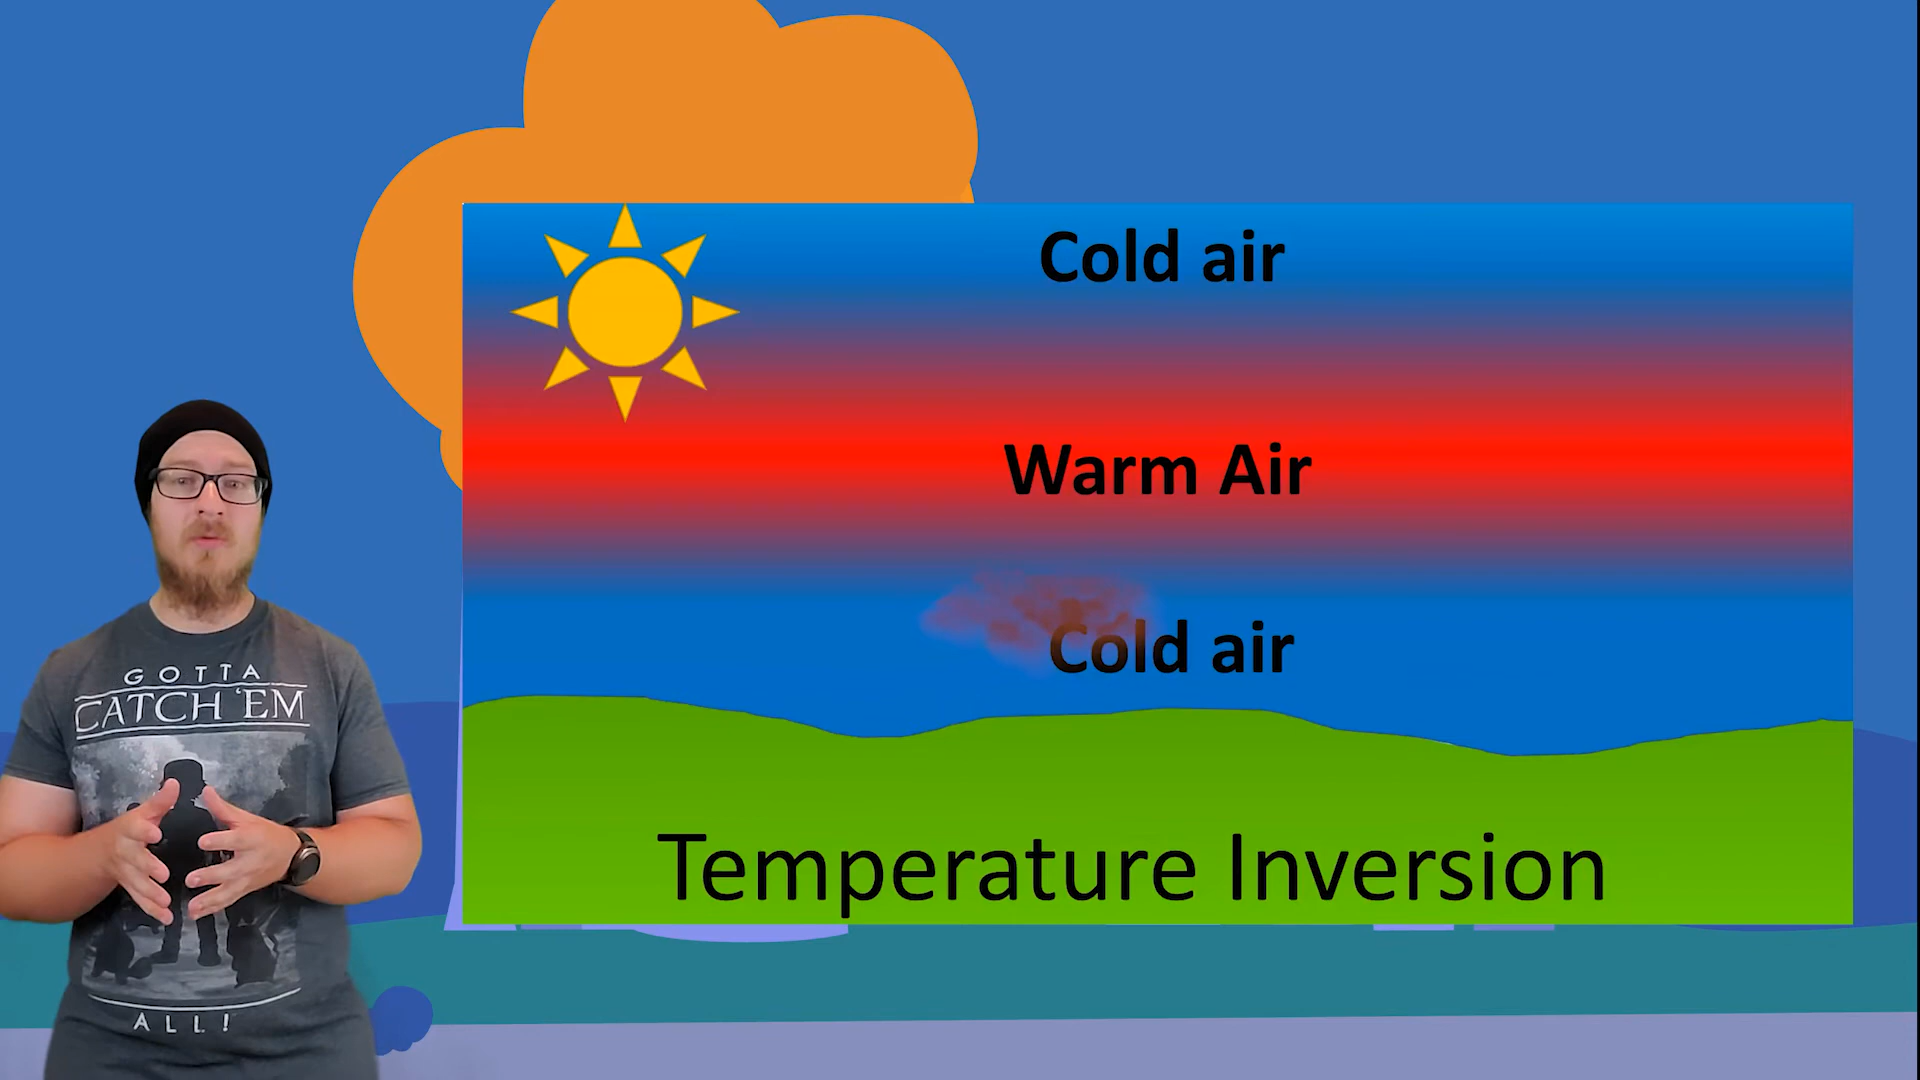 Cold air
Warm Air
Cold air
Temperature Inversion
GOTTA
CATCH 'EM
ALL!